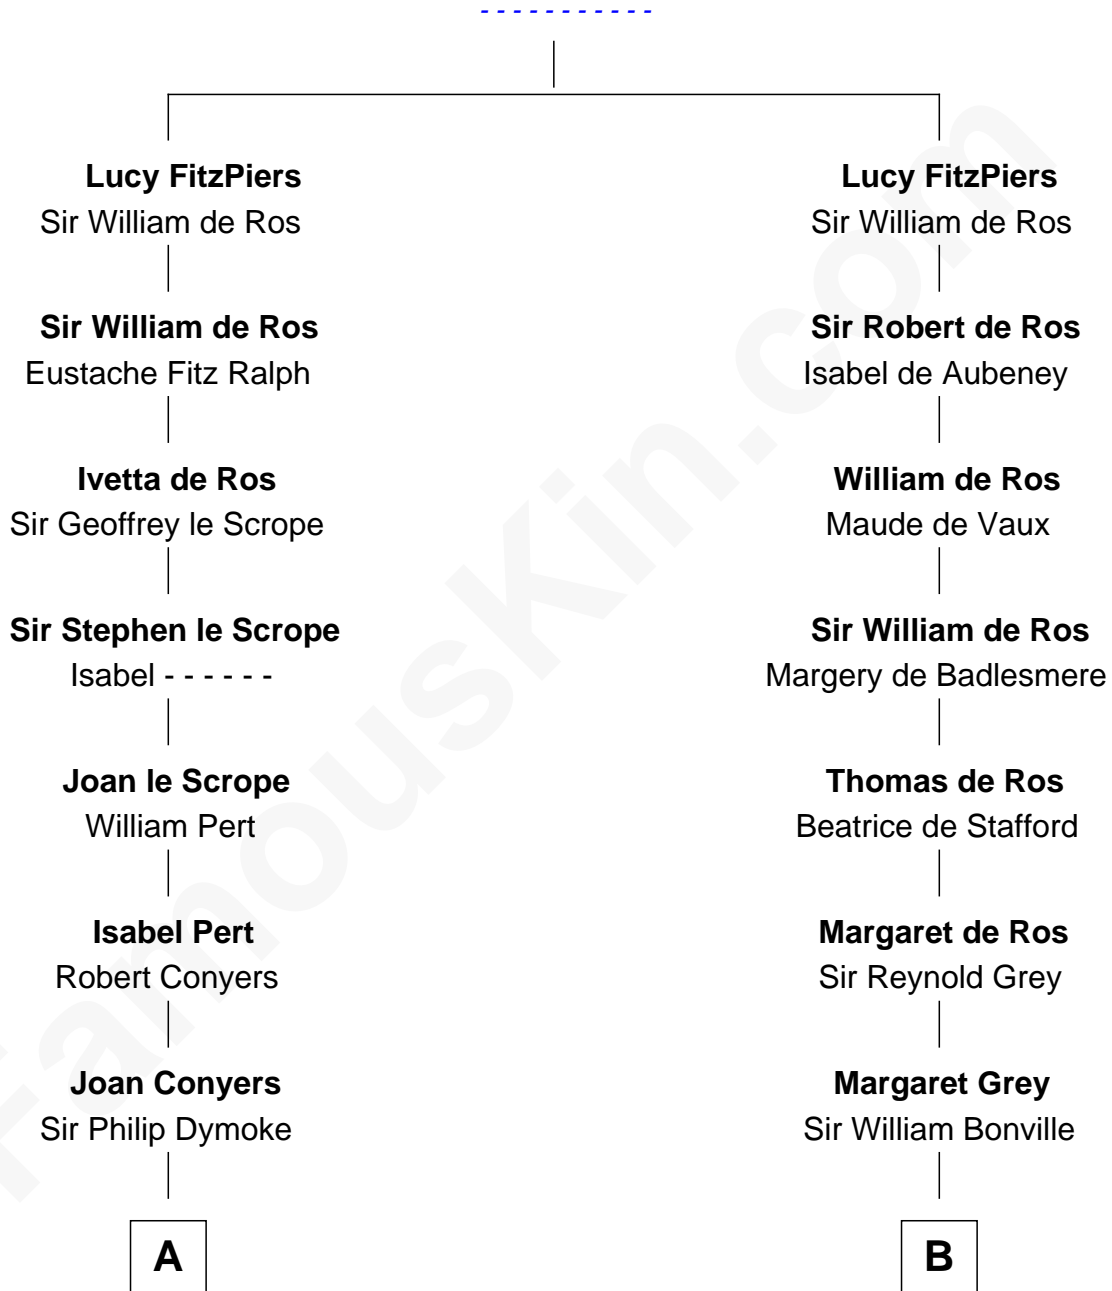 - - - - - - - - - - -
Lucy FitzPiers
Sir William de Ros
Sir William de Ros
Eustache Fitz Ralph
Ivetta de Ros
Sir Geoffrey le Scrope
Sir Stephen le Scrope
Isabel - - - - - -
Joan le Scrope
William Pert
Isabel Pert
Robert Conyers
Joan Conyers
Sir Philip Dymoke
A
Lucy FitzPiers
Sir William de Ros
Sir Robert de Ros
Isabel de Aubeney
William de Ros
Maude de Vaux
Sir William de Ros
Margery de Badlesmere
Thomas de Ros
Beatrice de Stafford
Margaret de Ros
Sir Reynold Grey
Margaret Grey
Sir William Bonville
B
FamousKin.com